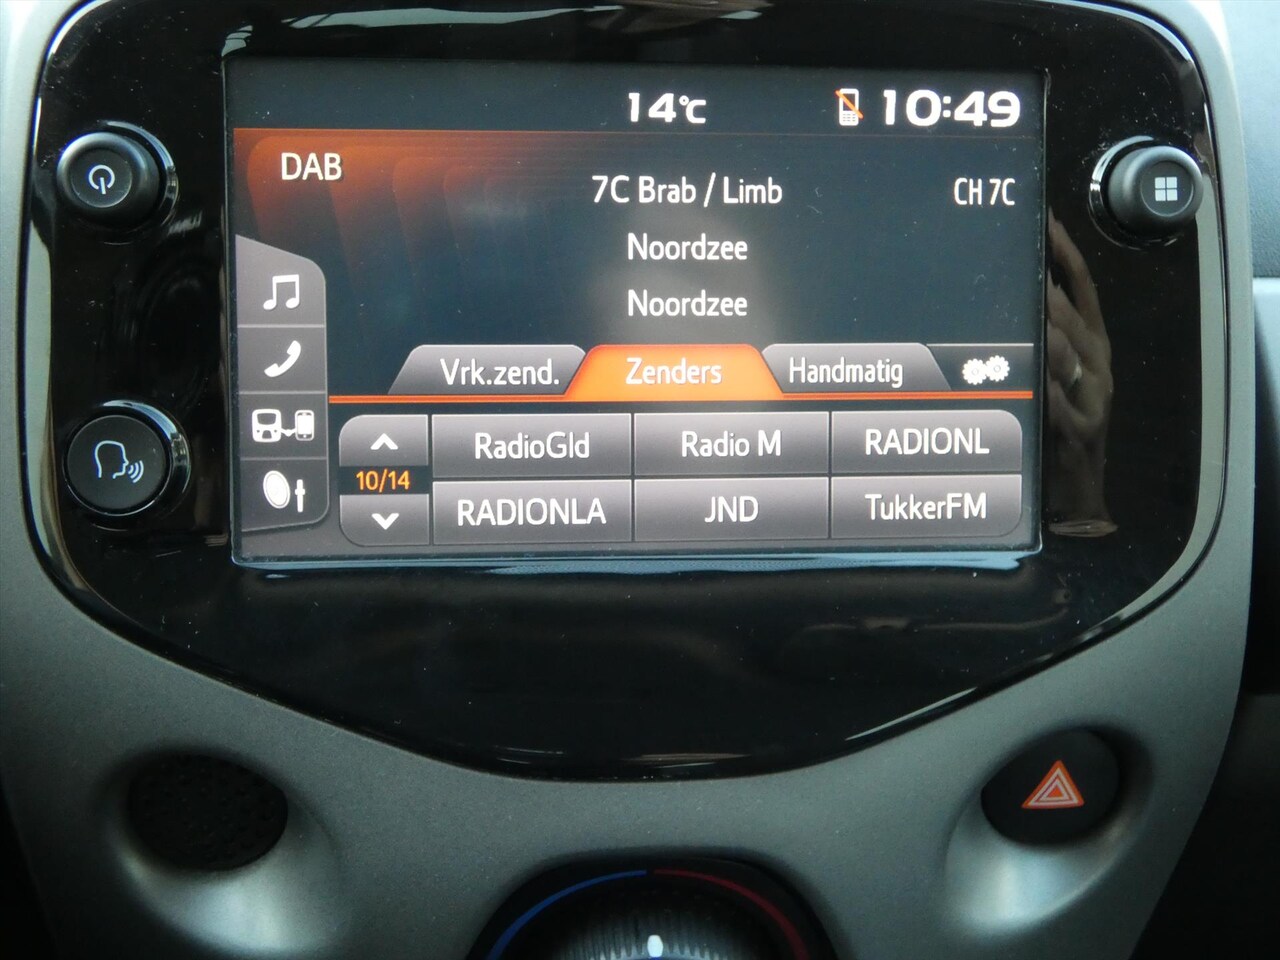 14°C 10:49
DAB
7C Brab / Limb CH 7C
Noordzee
Noordzee
Vrk.zend. Zenders Handmatig
RadioGld Radio M RADIONL
10/14
RADIONLA JND TukkerFM